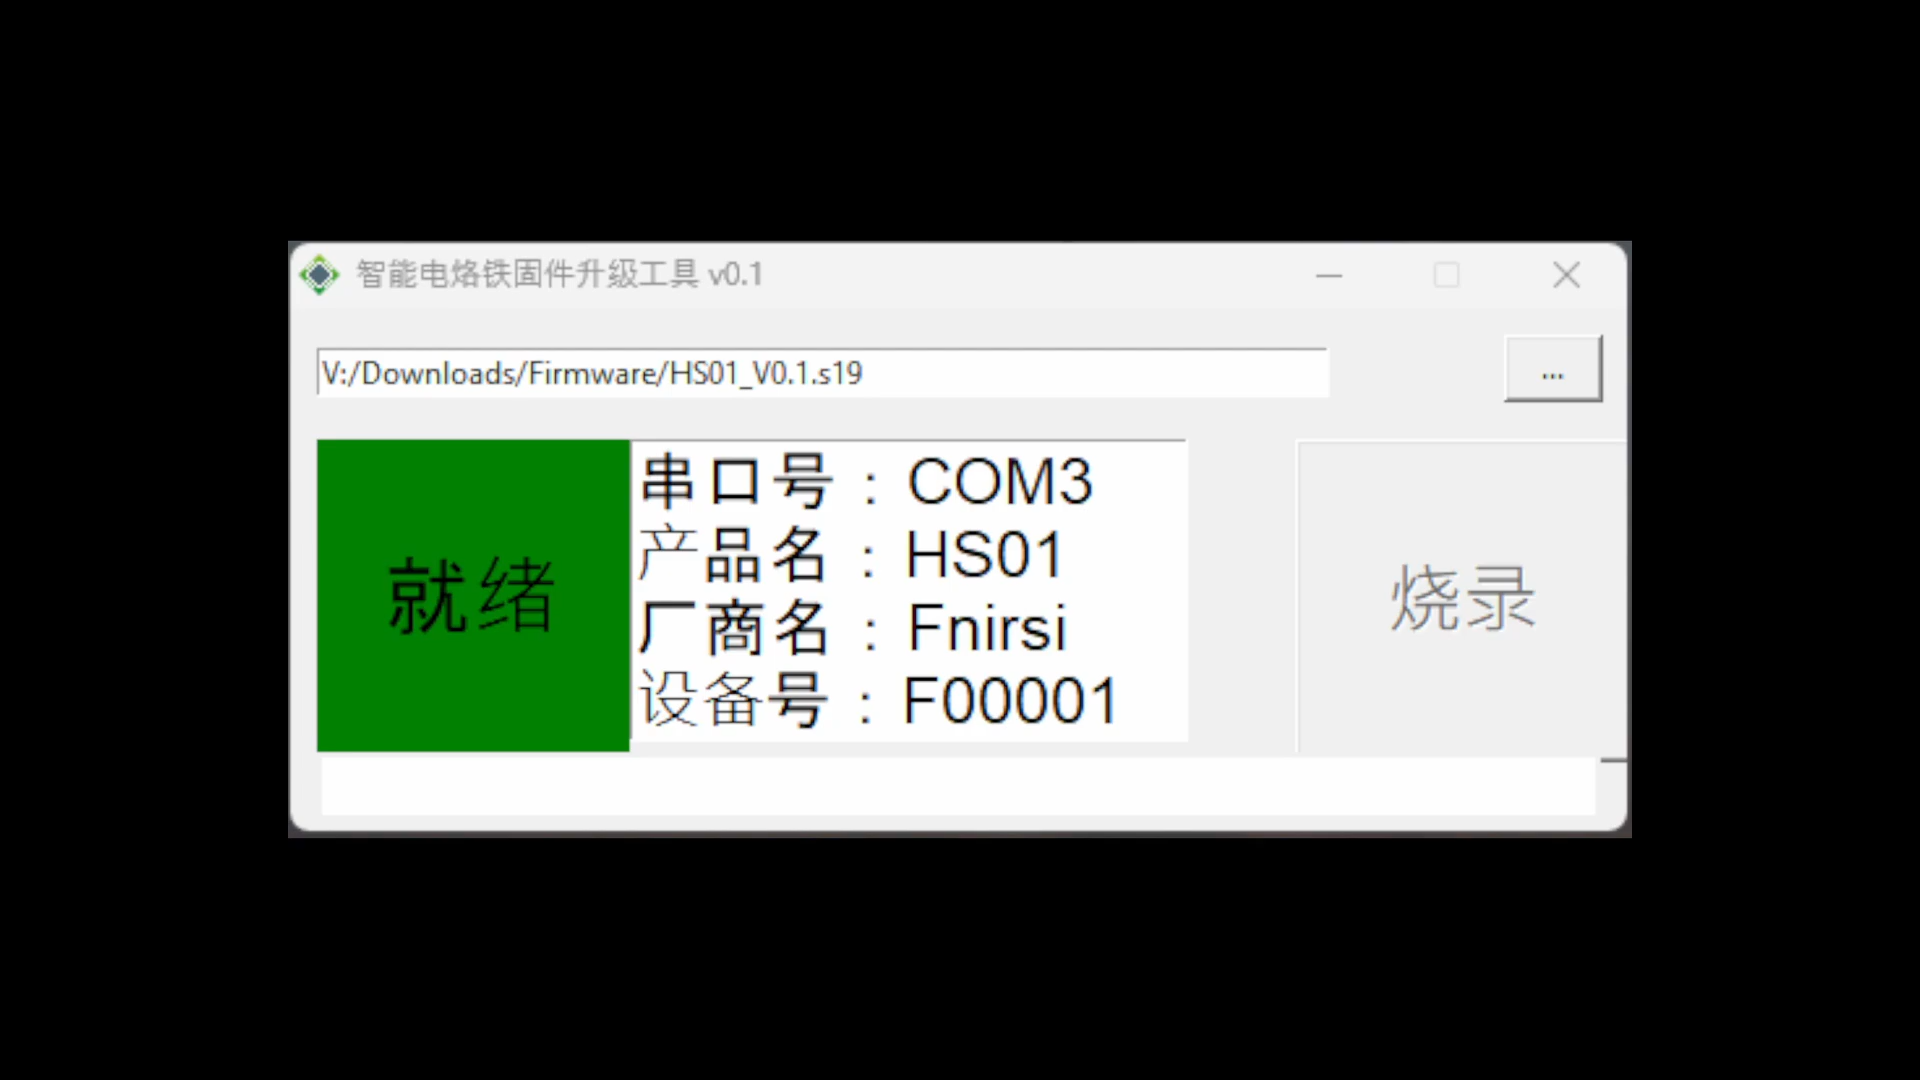 智能电烙铁固件升级工具 v0.1
V:/Downloads/Firmware/HS01_V0.1.s19
...
就绪
串口号：COM3
产品名：HS01
厂商名：Fnirsi
设备号：F00001
烧录